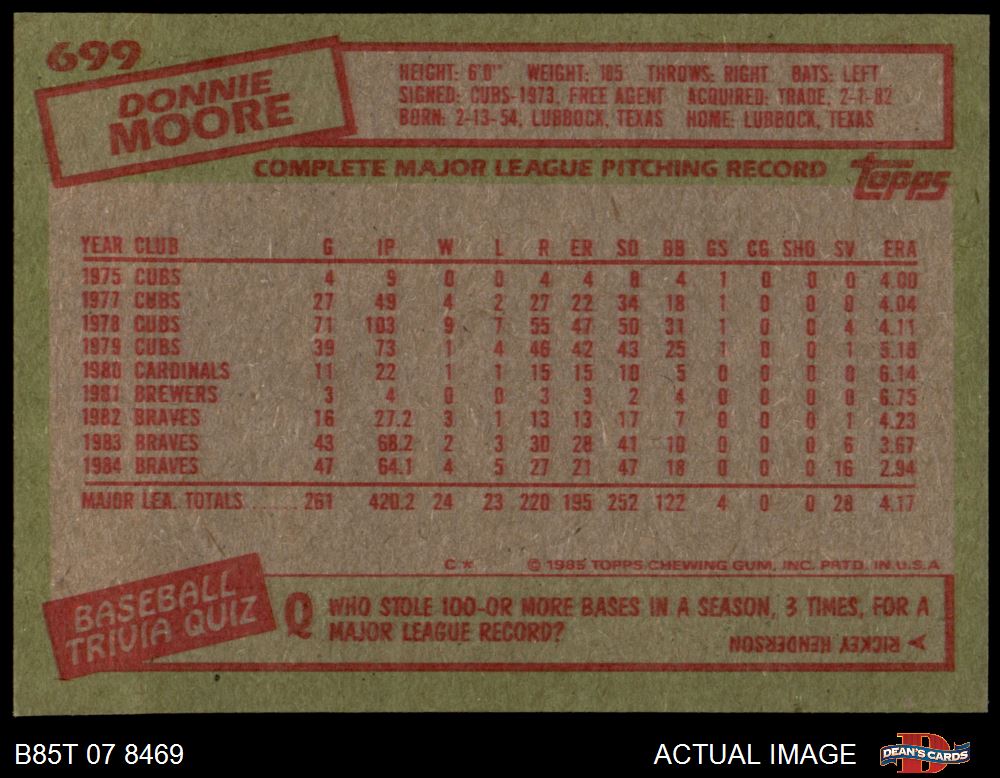 699
DONNIE
MOORE
HEIGHT: 6'0" WEIGHT: 185 THROWS: RIGHT BATS: LEFT
SIGNED: CUBS-1973, FREE AGENT ACQUIRED: TRADE, 2-1-82
BORN: 2-13-54, LUBBOCK, TEXAS HOME: LUBBOCK, TEXAS
COMPLETE MAJOR LEAGUE PITCHING RECORD
Topps
YEAR CLUB G IP W L R ER SO BB GS CG SHO SV ERA
1975 CUBS 4 9 0 0 4 4 8 4 1 0 0 0 4.00
1977 CUBS 27 49 4 2 27 22 34 18 1 0 0 0 4.04
1978 CUBS 71 103 9 7 55 47 50 31 1 0 0 4 4.11
1979 CUBS 39 73 1 4 46 42 43 25 1 0 0 1 5.18
1980 CARDINALS 11 22 1 1 15 15 10 5 0 0 0 0 6.14
1981 BREWERS 3 4 0 0 3 3 2 4 0 0 0 0 6.75
1982 BRAVES 16 27.2 3 1 13 13 17 7 0 0 0 1 4.23
1983 BRAVES 43 68.2 2 3 30 28 41 10 0 0 0 6 3.67
1984 BRAVES 47 64.1 4 5 27 21 47 18 0 0 0 16 2.94
MAJOR LEA. TOTALS ...... 261 420.2 24 23 220 195 252 122 4 0 0 28 4.17
C* © 1985 TOPPS CHEWING GUM, INC. PRTD. IN U.S.A
BASEBALL
TRIVIA QUIZ
Q WHO STOLE 100-OR MORE BASES IN A SEASON, 3 TIMES, FOR A
MAJOR LEAGUE RECORD?
RICKEY HENDERSON
B85T 07 8469
ACTUAL IMAGE
D
DEAN'S CARDS